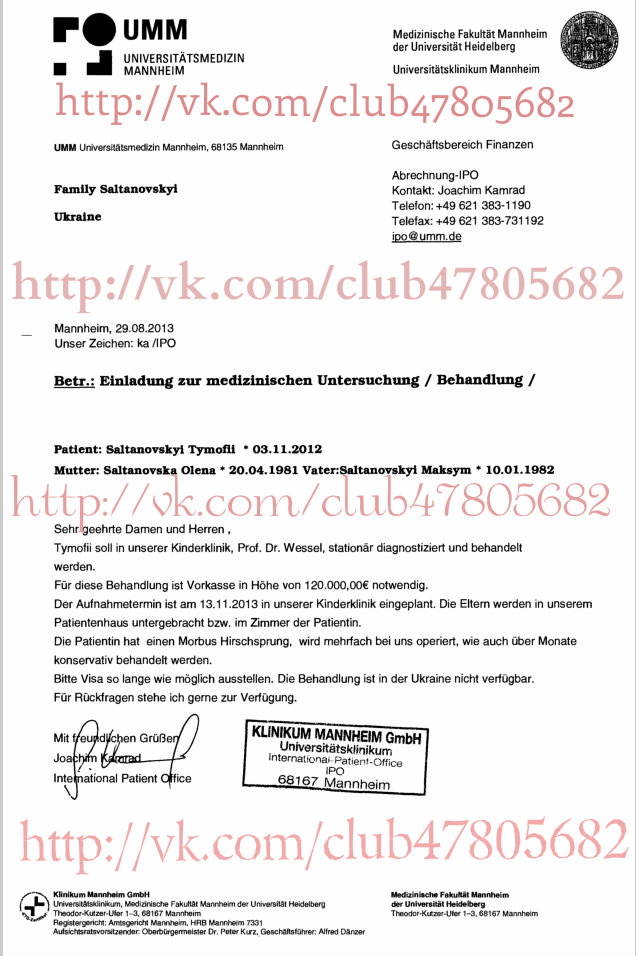 UMM
UNIVERSITÄTSMEDIZIN
MANNHEIM
Medizinische Fakultät Mannheim
der Universität Heidelberg
Universitätsklinikum Mannheim
http://vk.com/club47805682
UMM Universitätsmedizin Mannheim, 68135 Mannheim
Geschäftsbereich Finanzen
Family Saltanovskyi
Ukraine
Abrechnung-IPO
Kontakt: Joachim Kamrad
Telefon: +49 621 383-1190
Telefax: +49 621 383-731192
ipo@umm.de
http://vk.com/club47805682
Mannheim, 29.08.2013
Unser Zeichen: ka /IPO
Betr.: Einladung zur medizinischen Untersuchung / Behandlung /
Patient: Saltanovskyi Tymofii * 03.11.2012
Mutter: Saltanovska Olena * 20.04.1981 Vater:Saltanovskyi Maksym * 10.01.1982
http://vk.com/club47805682
Sehr geehrte Damen und Herren ,
Tymofii soll in unserer Kinderklinik, Prof. Dr. Wessel, stationär diagnostiziert und behandelt
werden.
Für diese Behandlung ist Vorkasse in Höhe von 120.000,00€ notwendig.
Der Aufnahmetermin ist am 13.11.2013 in unserer Kinderklinik eingeplant. Die Eltern werden in unserem
Patientenhaus untergebracht bzw. im Zimmer der Patientin.
Die Patientin hat einen Morbus Hirschsprung, wird mehrfach bei uns operiert, wie auch über Monate
konservativ behandelt werden.
Bitte Visa so lange wie möglich ausstellen. Die Behandlung ist in der Ukraine nicht verfügbar.
Für Rückfragen stehe ich gerne zur Verfügung.
Mit freundlichen Grüßen
Joachim Kamrad
International Patient Office
KLINIKUM MANNHEIM GmbH
Universitätsklinikum
International-Patient-Office
IPO
68167 Mannheim
http://vk.com/club47805682
Klinikum Mannheim GmbH
Universitätsklinikum, Medizinische Fakultät Mannheim der Universität Heidelberg
Theodor-Kutzer-Ufer 1–3, 68167 Mannheim
Registergericht: Amtsgericht Mannheim, HRB Mannheim 7331
Aufsichtsratsvorsitzender: Oberbürgermeister Dr. Peter Kurz, Geschäftsführer: Alfred Dänzer
Medizinische Fakultät Mannheim
der Universität Heidelberg
Theodor-Kutzer-Ufer 1–3, 68167 Mannheim